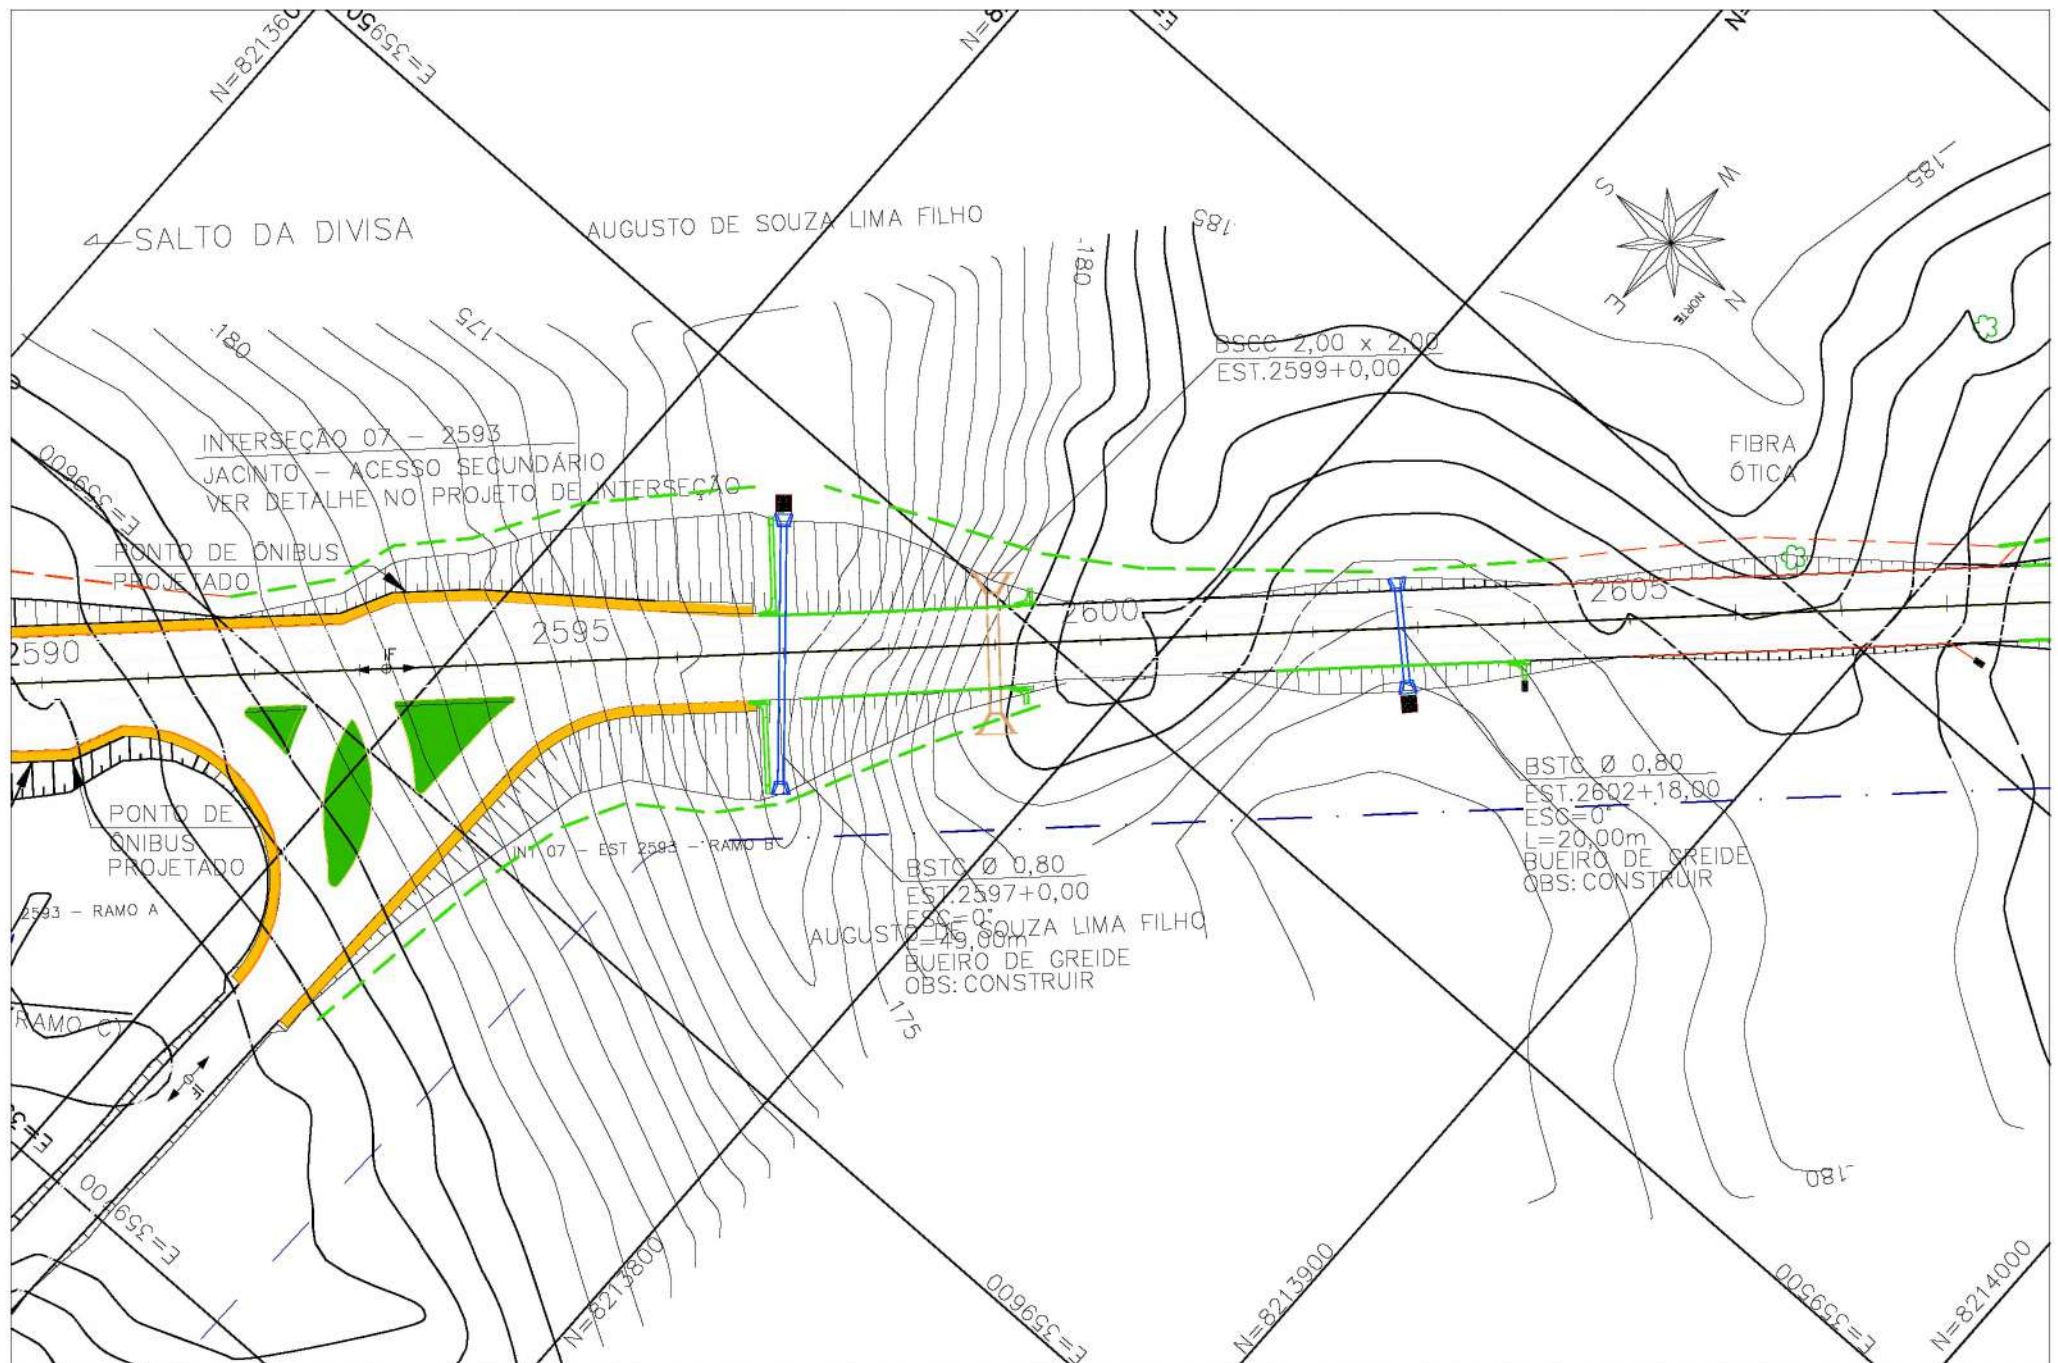 E=35950
SALTO DA DIVISA
AUGUSTO DE SOUZA LIMA FILHO
180
185
185
S
W
E
N
NORTE
180
175
BSCC 2,00 x 2,00
EST.2599+0,00
INTERSEÇÃO 07 – 2593
JACINTO – ACESSO SECUNDÁRIO
VER DETALHE NO PROJETO DE INTERSEÇÃO
FIBRA
ÓTICA
E=359600
PONTO DE ÔNIBUS
PROJETADO
2590
IF
2595
2600
2605
PONTO DE
ÔNIBUS
PROJETADO
INT 07 – EST 2593 – RAMO B
2593 – RAMO A
BSTC Ø 0,80
EST.2597+0,00
ESC=0°
L=49,00m
BUEIRO DE GREIDE
OBS: CONSTRUIR
AUGUSTO DE SOUZA LIMA FILHO
BSTC Ø 0,80
EST.2602+18,00
ESC=0°
L=20,00m
BUEIRO DE GREIDE
OBS: CONSTRUIR
175
RAMO C)
IF
180
E=359700
N=8213800
E=359600
N=8213900
E=359500
N=8214000